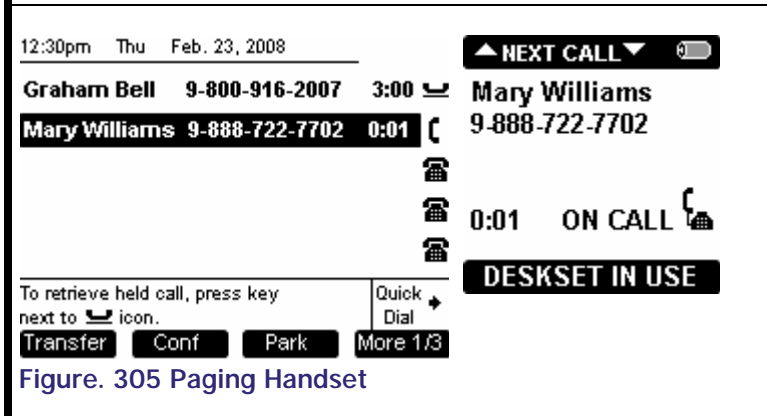 12:30pm Thu Feb. 23, 2008
Graham Bell 9-800-916-2007 3:00
Mary Williams 9-888-722-7702 0:01
To retrieve held call, press key
next to icon.
Quick
Dial
Transfer Conf Park More 1/3
NEXT CALL
Mary Williams
9-888-722-7702
0:01 ON CALL
DESKSET IN USE
Figure. 305 Paging Handset